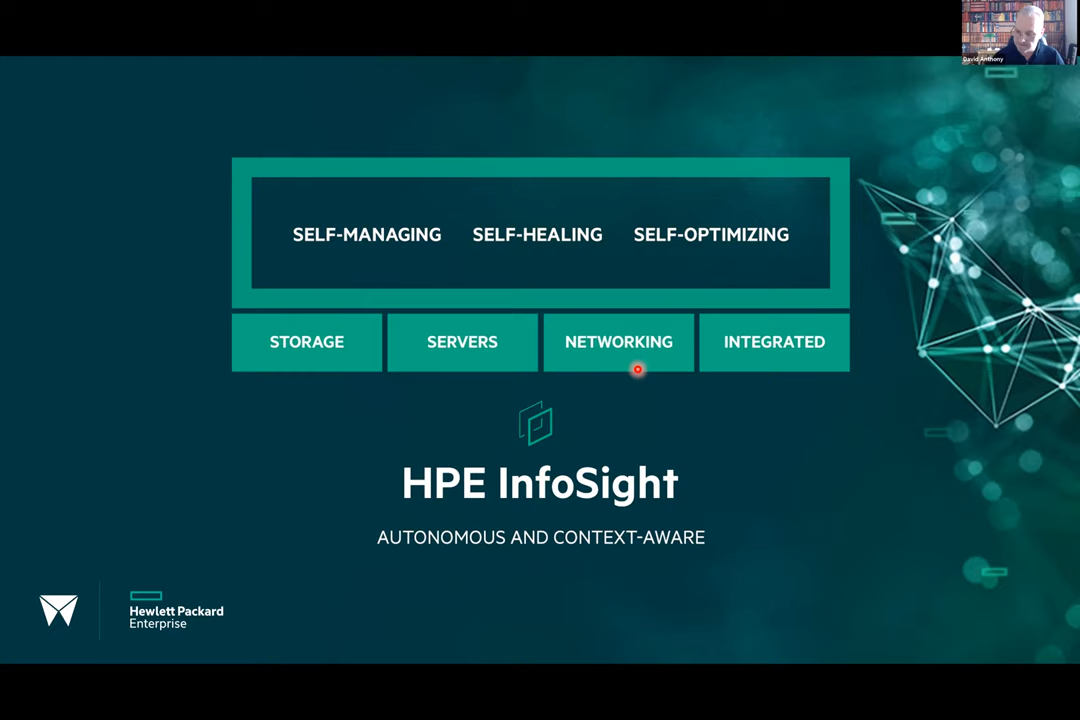 David Anthony
SELF-MANAGING SELF-HEALING SELF-OPTIMIZING
STORAGE SERVERS NETWORKING INTEGRATED
HPE InfoSight
AUTONOMOUS AND CONTEXT-AWARE
Hewlett Packard
Enterprise